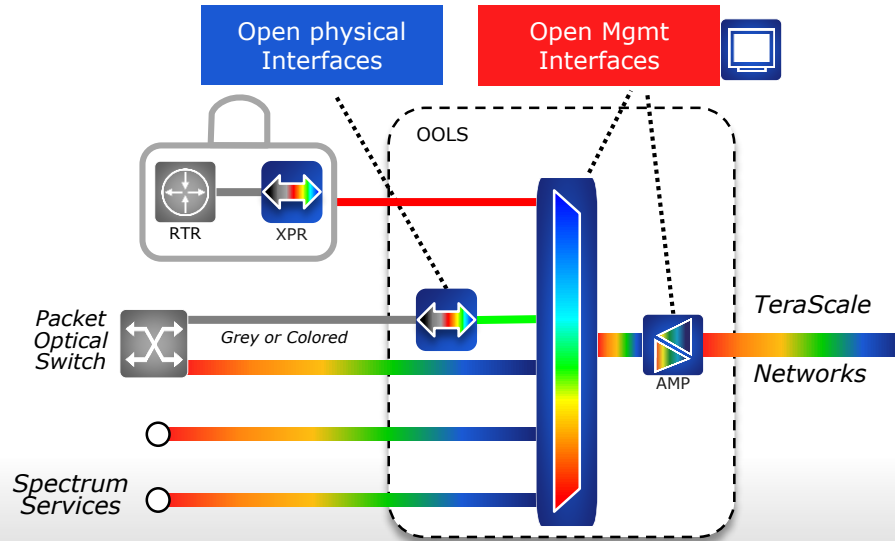 Open physical
Interfaces
Open Mgmt
Interfaces
OOLS
RTR
XPR
Packet
Optical
Switch
Grey or Colored
AMP
TeraScale
Networks
Spectrum
Services